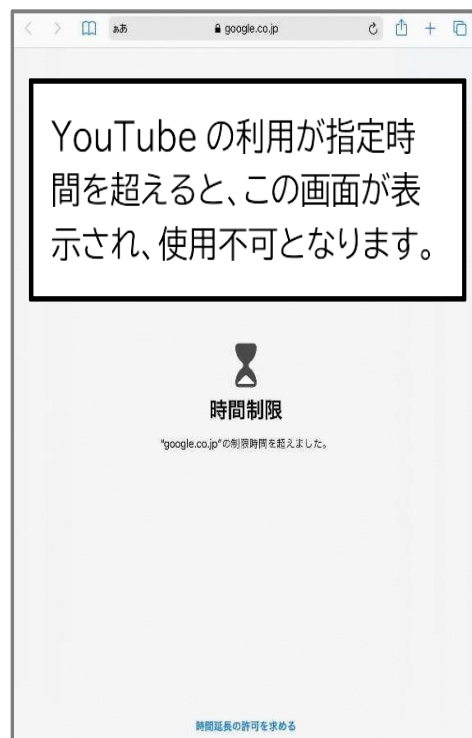 ああ google.co.jp
YouTube の利用が指定時
間を超えると、この画面が表
示され、使用不可となります。
時間制限
"google.co.jp"の制限時間を超えました。
時間延長の許可を求める